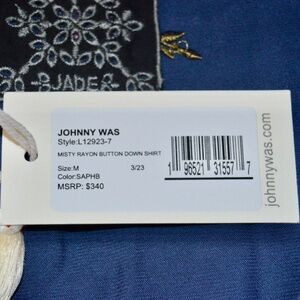 JADE
JOHNNY WAS
Style:L12923-7
MISTY RAYON BUTTON DOWN SHIRT
Size:M 3/23
Color:SAPHB
MSRP: $340
1 96521 31557 7
johnnywas.com